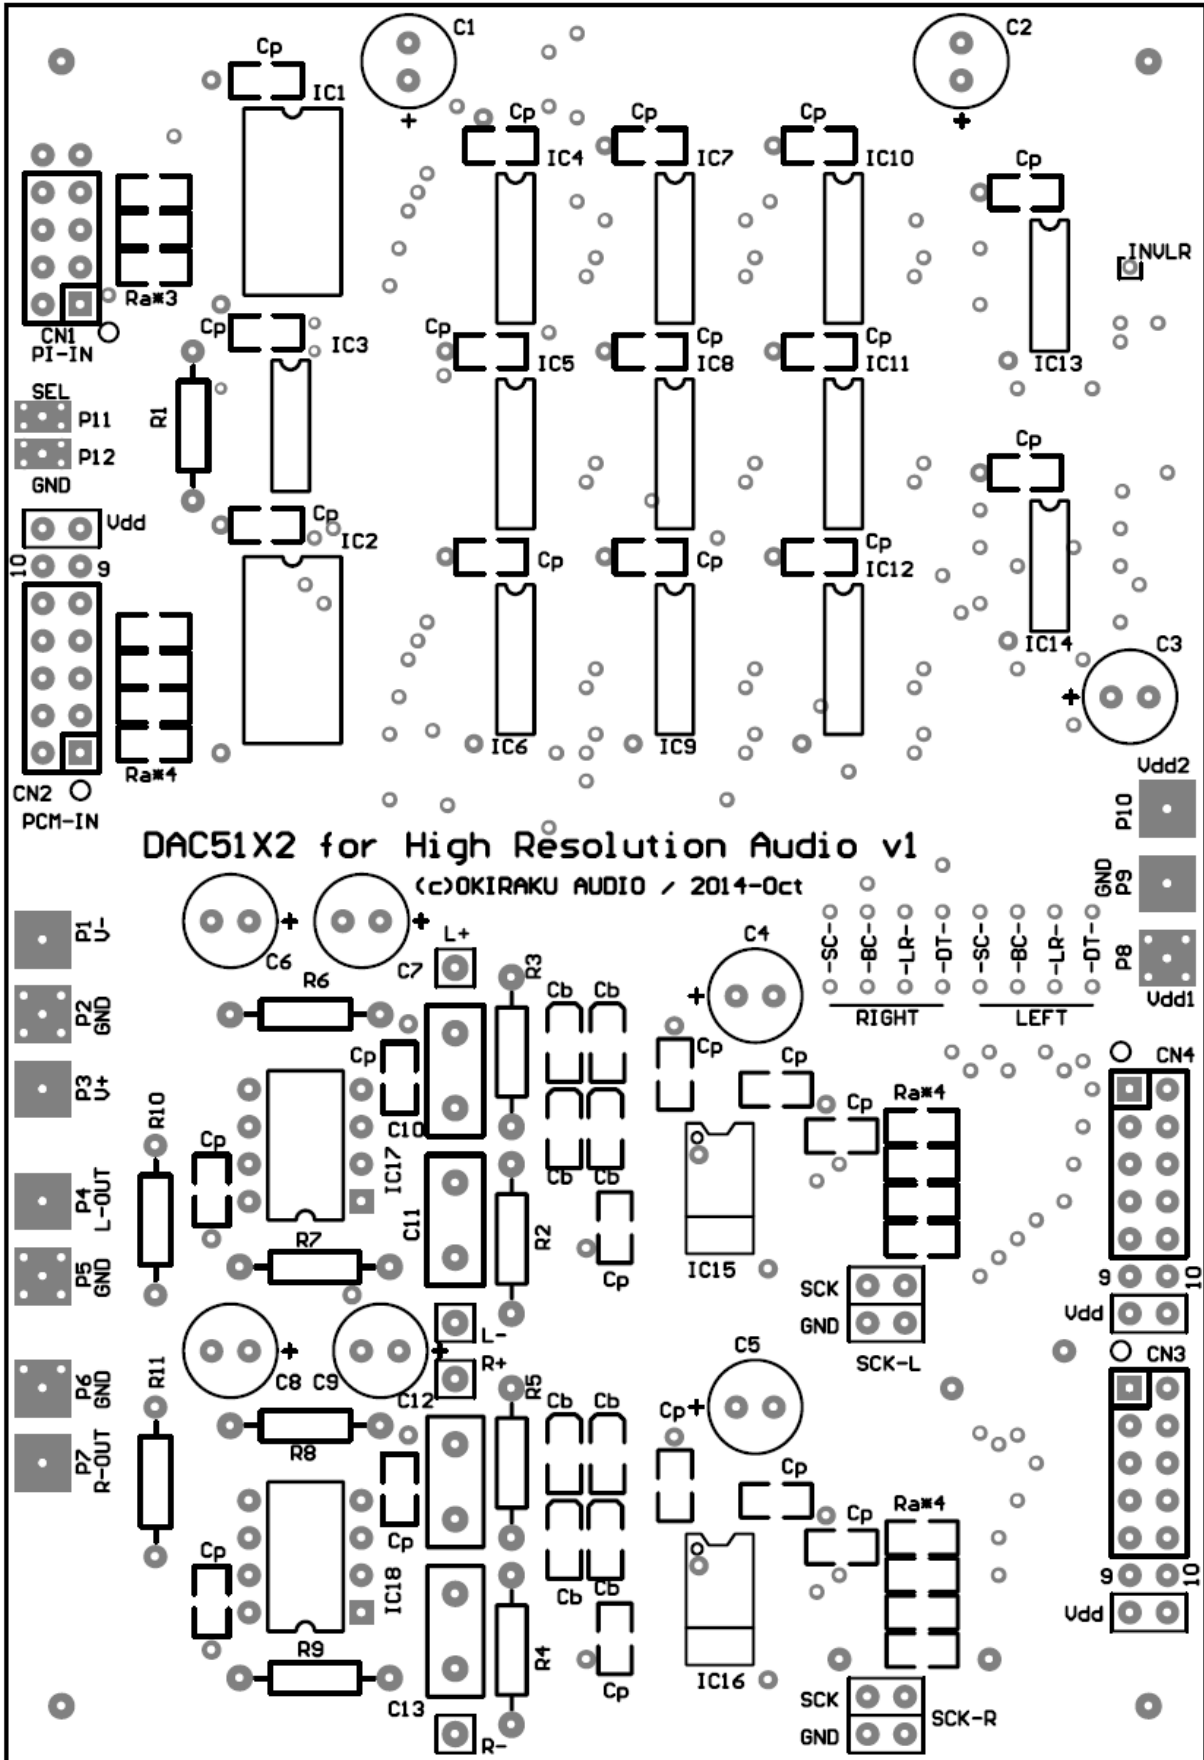 C1
C2
Cp
IC1
Cp
IC4
Cp
IC7
Cp
IC10
Cp
INVLR
Ra*3
CN1
PI-IN
Cp
IC3
Cp
IC5
Cp
IC8
Cp
IC11
IC13
SEL
P11
P12
GND
R1
Cp
Vdd
10
9
Cp
IC2
Cp
IC6
Cp
IC9
Cp
IC12
IC14
C3
Ra*4
CN2
PCM-IN
Vdd2
P10
GND
P9
P8
Vdd1
DAC51X2 for High Resolution Audio v1
(c)OKIRAKU AUDIO / 2014-Oct
P1
V-
P2
GND
P3
V+
P4
L-OUT
P5
GND
P6
GND
P7
R-OUT
C6
C7
L+
R3
C4
-SC-
-BC-
-LR-
-DT-
-SC-
-BC-
-LR-
-DT-
RIGHT
LEFT
R6
Cp
Cb
Cb
Cp
Cp
Cp
Ra*4
CN4
R10
Cp
IC17
C10
C11
R2
Cb
Cb
Cp
IC15
R7
SCK
GND
SCK-L
9
10
Vdd
L-
R+
C8
C9
C12
R5
C5
CN3
R11
R8
Cp
Cb
Cb
Cp
Cp
Cp
Ra*4
Cp
IC18
Cb
Cb
Cp
IC16
R4
R9
C13
R-
SCK
GND
SCK-R
9
10
Vdd